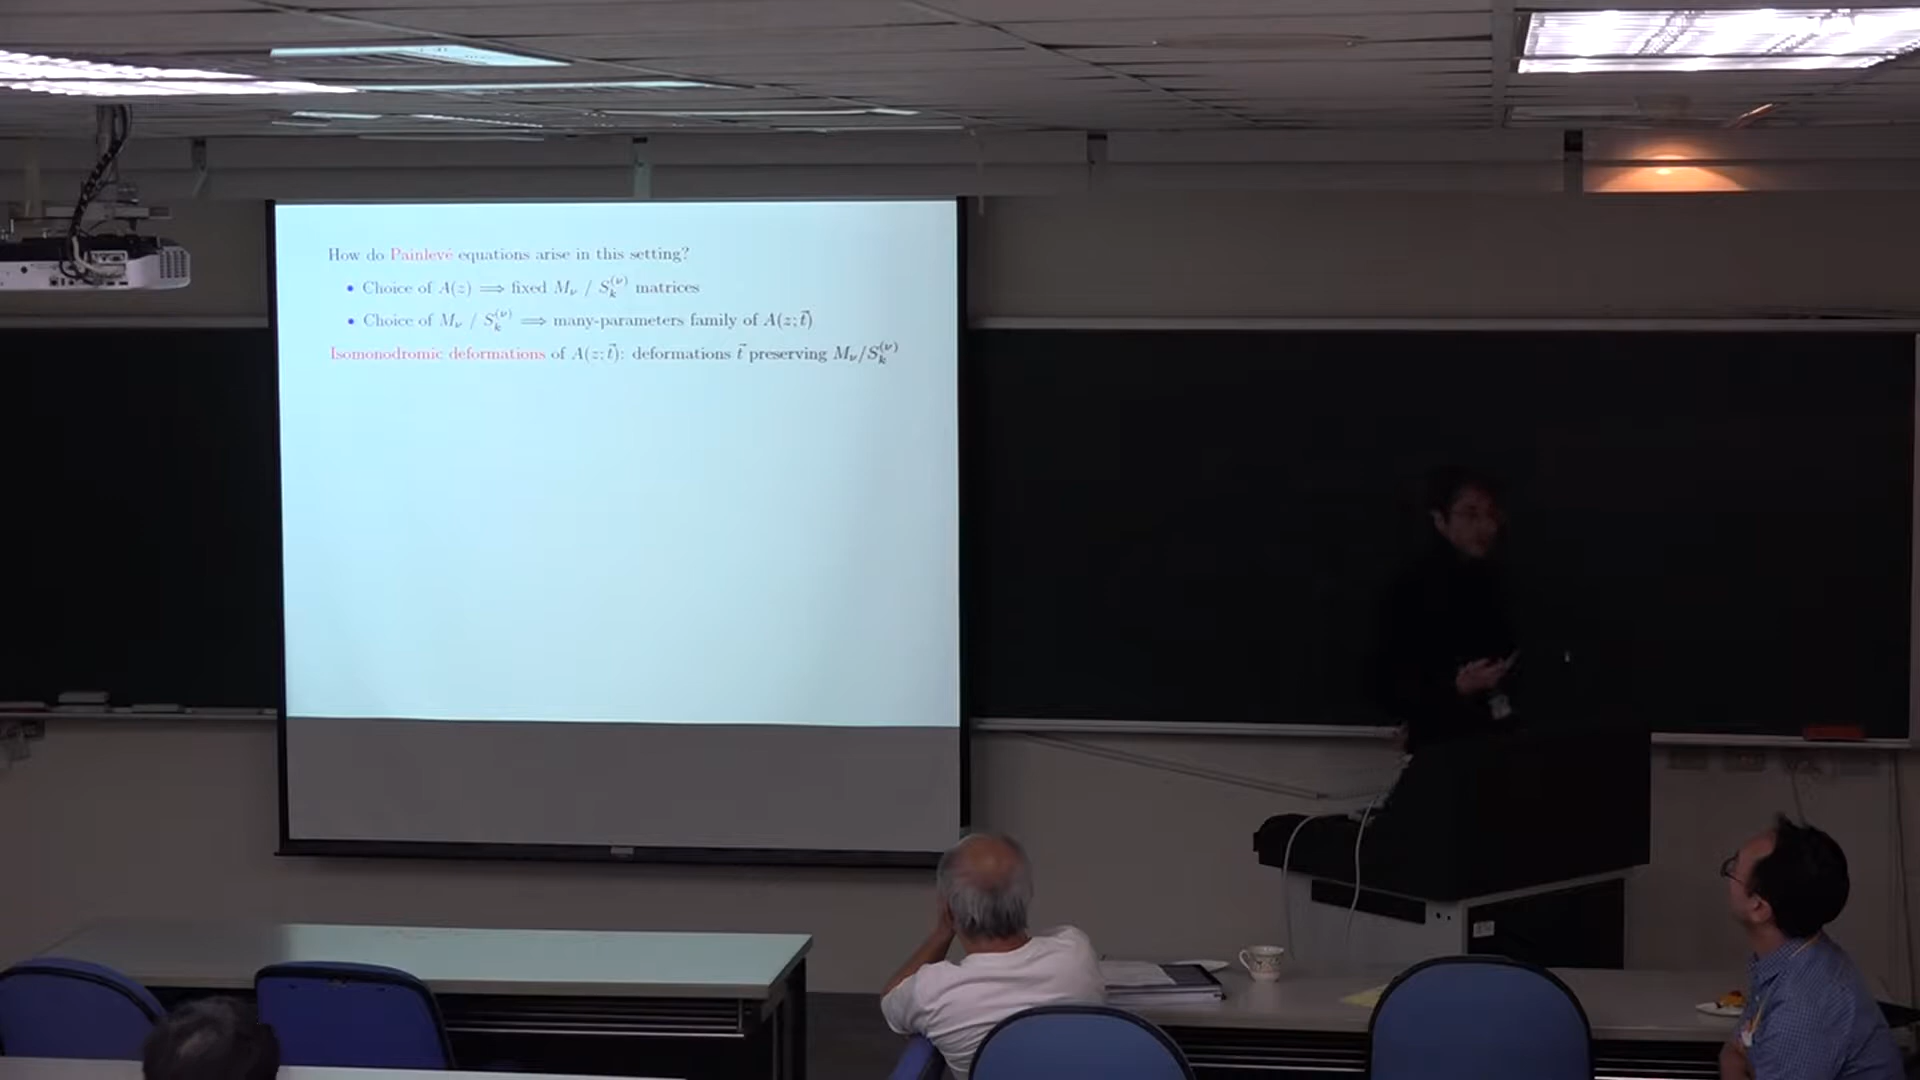 How do Painlevé equations arise in this setting?
• Choice of A(z) ⟹ fixed M_ν / S_k^{(ν)} matrices
• Choice of M_ν / S_k^{(ν)} ⟹ many-parameters family of A(z; t⃗)
Isomonodromic deformations of A(z; t⃗): deformations t⃗ preserving M_ν/S_k^{(ν)}